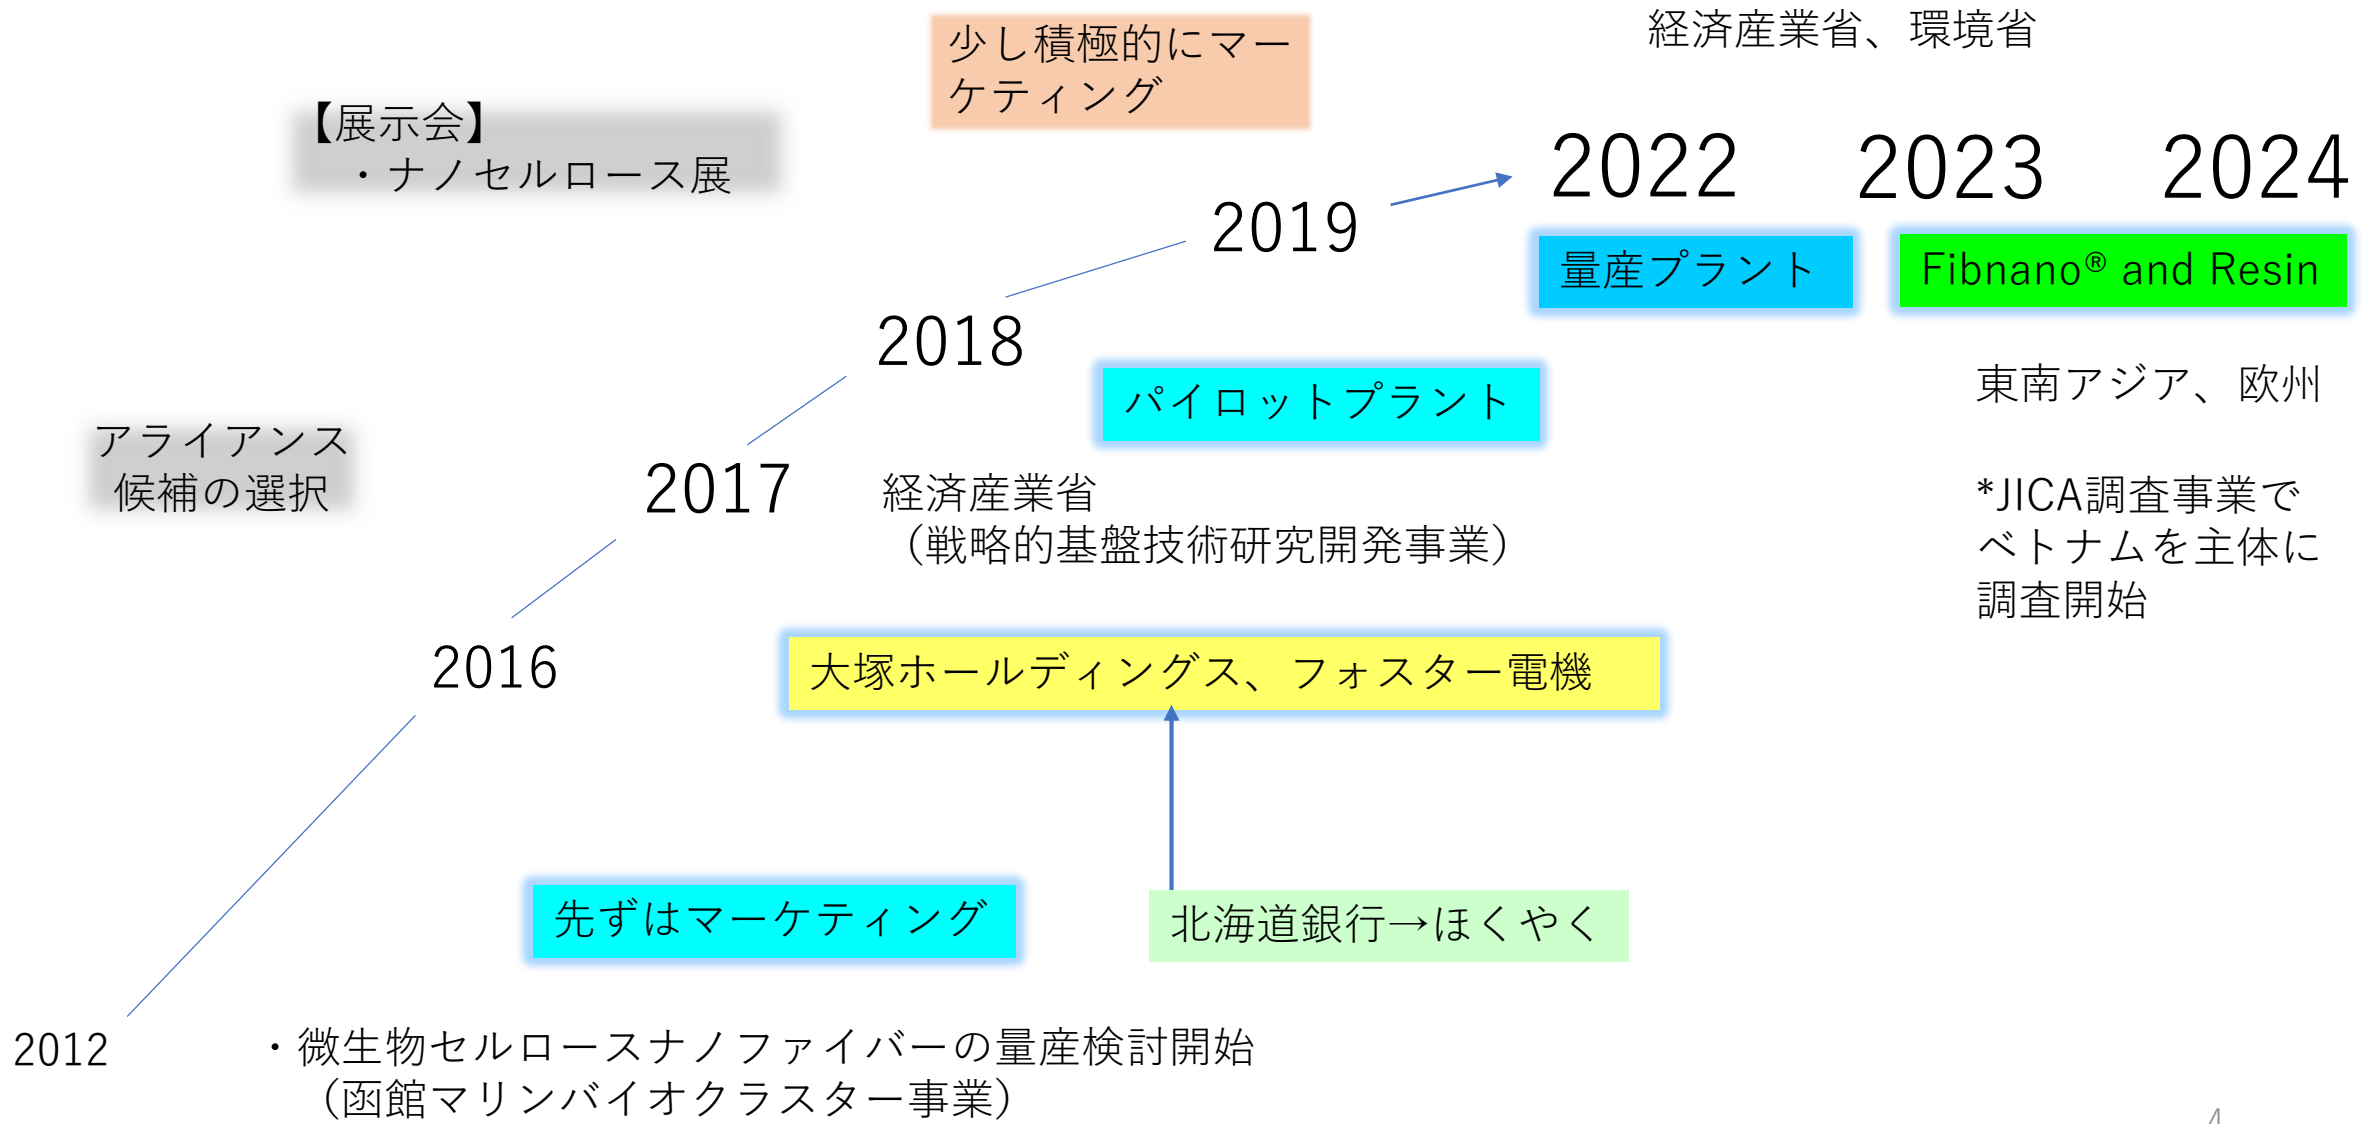 経済産業省、環境省
少し積極的にマー
ケティング
【展示会】
・ナノセルロース展
2022 2023 2024
2019
量産プラント
Fibnano® and Resin
2018
パイロットプラント
東南アジア、欧州
アライアンス
候補の選択
2017
経済産業省
（戦略的基盤技術研究開発事業）
*JICA調査事業で
ベトナムを主体に
調査開始
2016
大塚ホールディングス、フォスター電機
先ずはマーケティング
北海道銀行→ほくやく
2012
・微生物セルロースナノファイバーの量産検討開始
（函館マリンバイオクラスター事業）
4